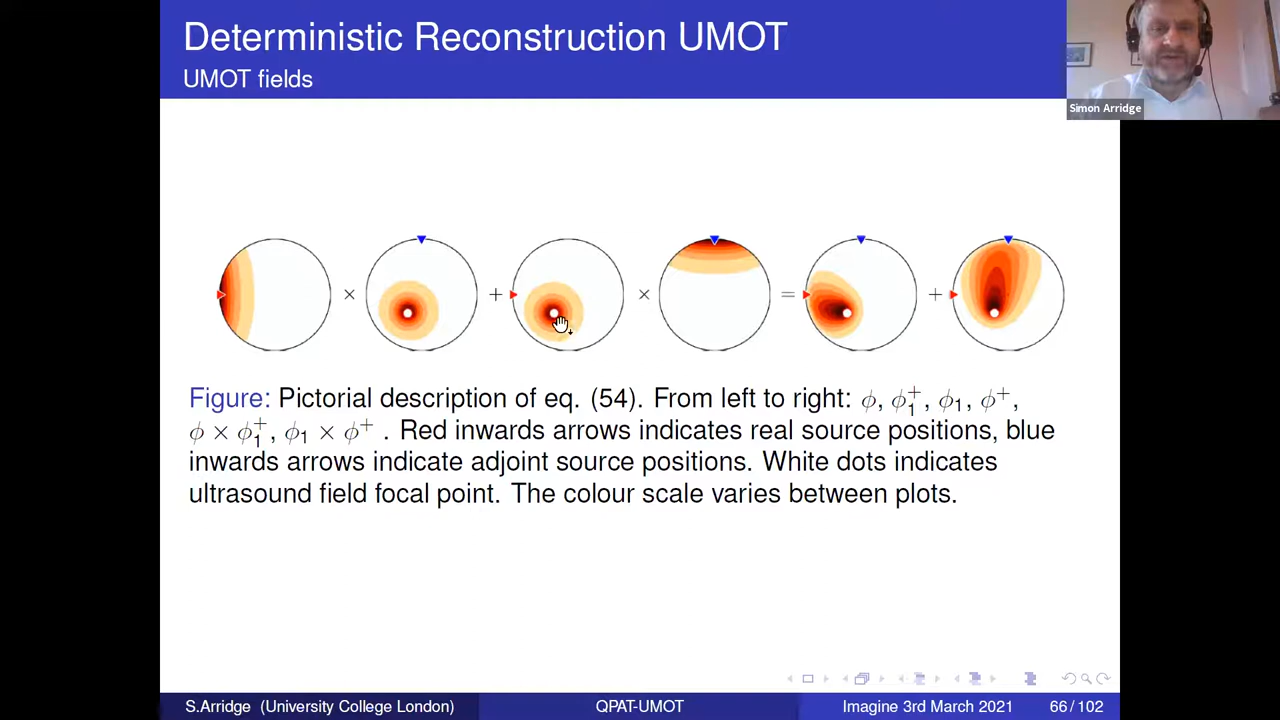 Deterministic Reconstruction UMOT
UMOT fields
Simon Arridge
× + × = +
Figure: Pictorial description of eq. (54). From left to right: ϕ, ϕ₁⁺, ϕ₁, ϕ⁺,
ϕ × ϕ₁⁺, ϕ₁ × ϕ⁺ . Red inwards arrows indicates real source positions, blue
inwards arrows indicate adjoint source positions. White dots indicates
ultrasound field focal point. The colour scale varies between plots.
S.Arridge (University College London) QPAT-UMOT Imagine 3rd March 2021 66 / 102